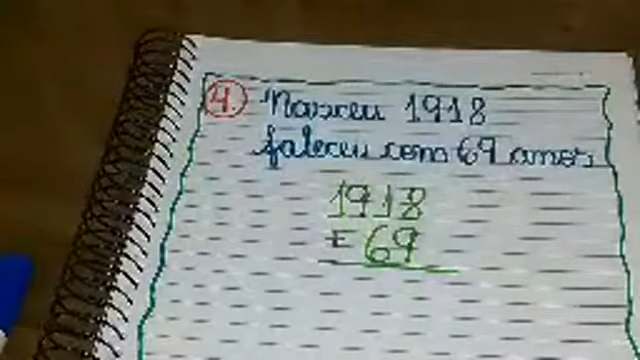 4. Nasceu 1918
faleceu com 69 anos
1918
+ 69